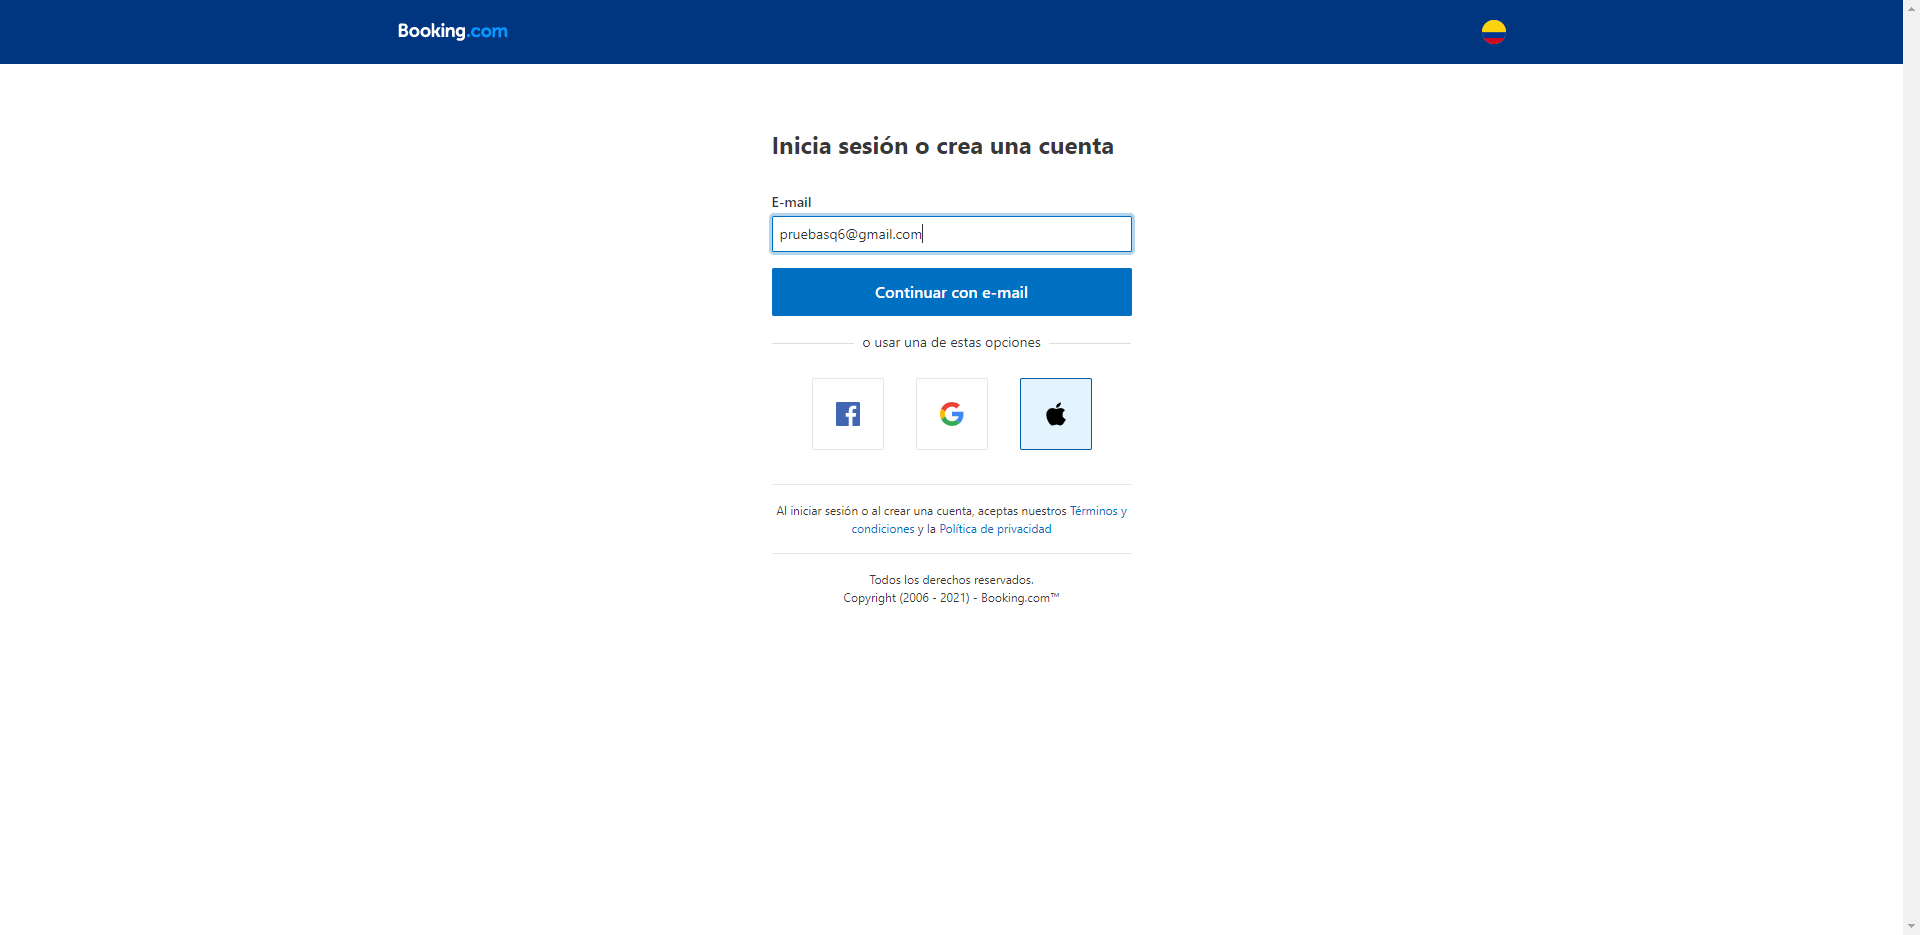 Booking.com
Inicia sesión o crea una cuenta
E-mail
pruebasq6@gmail.com
Continuar con e-mail
o usar una de estas opciones
Al iniciar sesión o al crear una cuenta, aceptas nuestros Términos y
condiciones y la Política de privacidad
Todos los derechos reservados.
Copyright (2006 - 2021) - Booking.com™